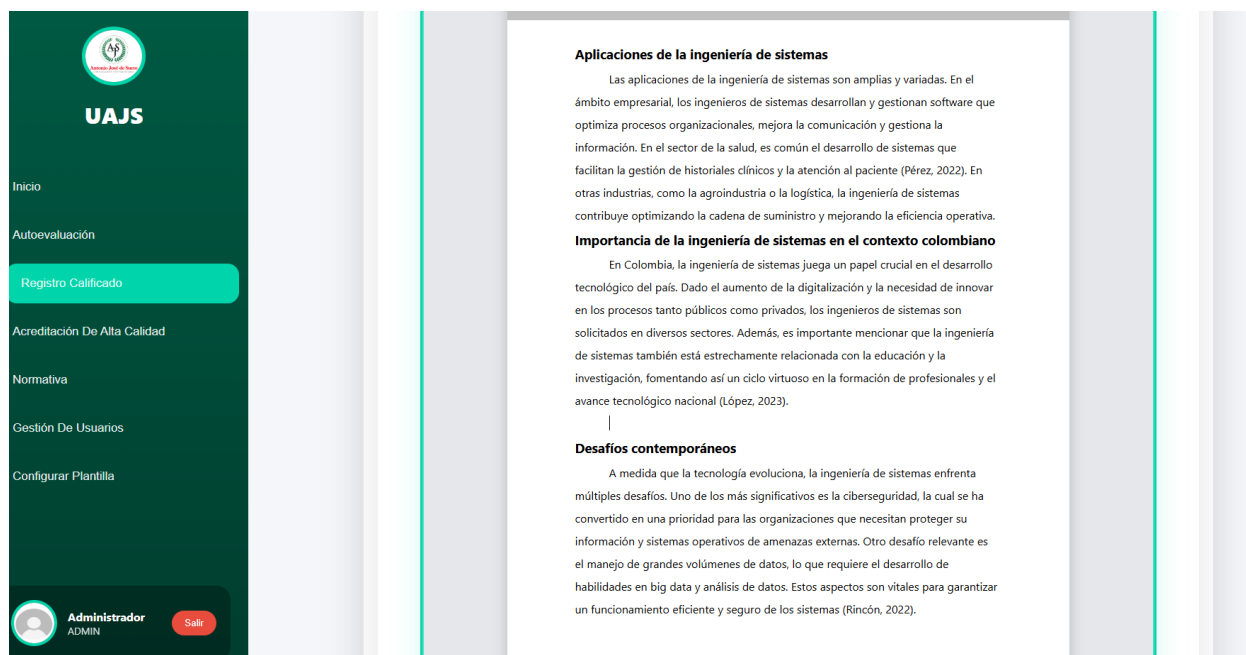 AJS
Antonio José de Sucre
UAJS
Inicio
Autoevaluación
Registro Calificado
Acreditación De Alta Calidad
Normativa
Gestión De Usuarios
Configurar Plantilla
Administrador
ADMIN
Salir
Aplicaciones de la ingeniería de sistemas
Las aplicaciones de la ingeniería de sistemas son amplias y variadas. En el
ámbito empresarial, los ingenieros de sistemas desarrollan y gestionan software que
optimiza procesos organizacionales, mejora la comunicación y gestiona la
información. En el sector de la salud, es común el desarrollo de sistemas que
facilitan la gestión de historiales clínicos y la atención al paciente (Pérez, 2022). En
otras industrias, como la agroindustria o la logística, la ingeniería de sistemas
contribuye optimizando la cadena de suministro y mejorando la eficiencia operativa.
Importancia de la ingeniería de sistemas en el contexto colombiano
En Colombia, la ingeniería de sistemas juega un papel crucial en el desarrollo
tecnológico del país. Dado el aumento de la digitalización y la necesidad de innovar
en los procesos tanto públicos como privados, los ingenieros de sistemas son
solicitados en diversos sectores. Además, es importante mencionar que la ingeniería
de sistemas también está estrechamente relacionada con la educación y la
investigación, fomentando así un ciclo virtuoso en la formación de profesionales y el
avance tecnológico nacional (López, 2023).
Desafíos contemporáneos
A medida que la tecnología evoluciona, la ingeniería de sistemas enfrenta
múltiples desafíos. Uno de los más significativos es la ciberseguridad, la cual se ha
convertido en una prioridad para las organizaciones que necesitan proteger su
información y sistemas operativos de amenazas externas. Otro desafío relevante es
el manejo de grandes volúmenes de datos, lo que requiere el desarrollo de
habilidades en big data y análisis de datos. Estos aspectos son vitales para garantizar
un funcionamiento eficiente y seguro de los sistemas (Rincón, 2022).